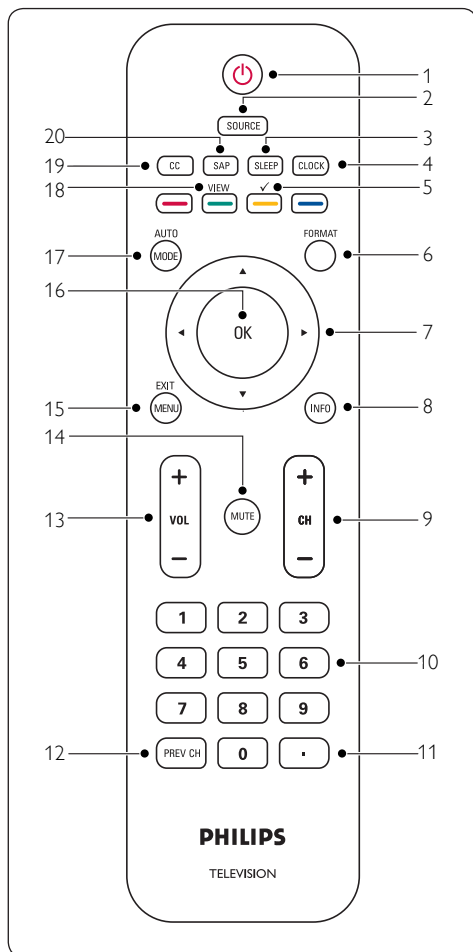 1
2
SOURCE
20 3
19 CC SAP SLEEP CLOCK 4
18 VIEW ✓ 5
AUTO FORMAT
17 MODE 6
16 OK 7
EXIT
15 MENU INFO 8
14
+ MUTE +
13 VOL CH 9
− −
1 2 3
4 5 6 10
7 8 9
12 PREV CH 0 . 11
PHILIPS
TELEVISION